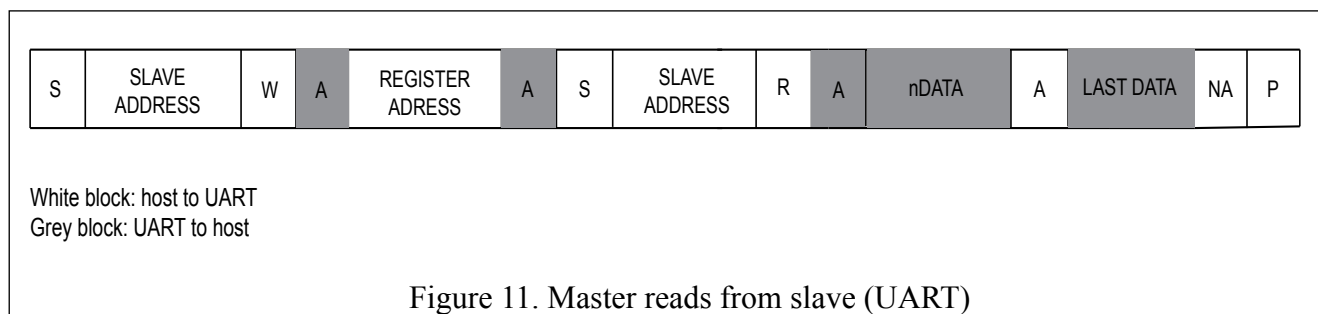 S SLAVE ADDRESS W A REGISTER ADRESS A S SLAVE ADDRESS R A nDATA A LAST DATA NA P
White block: host to UART
Grey block: UART to host
Figure 11. Master reads from slave (UART)